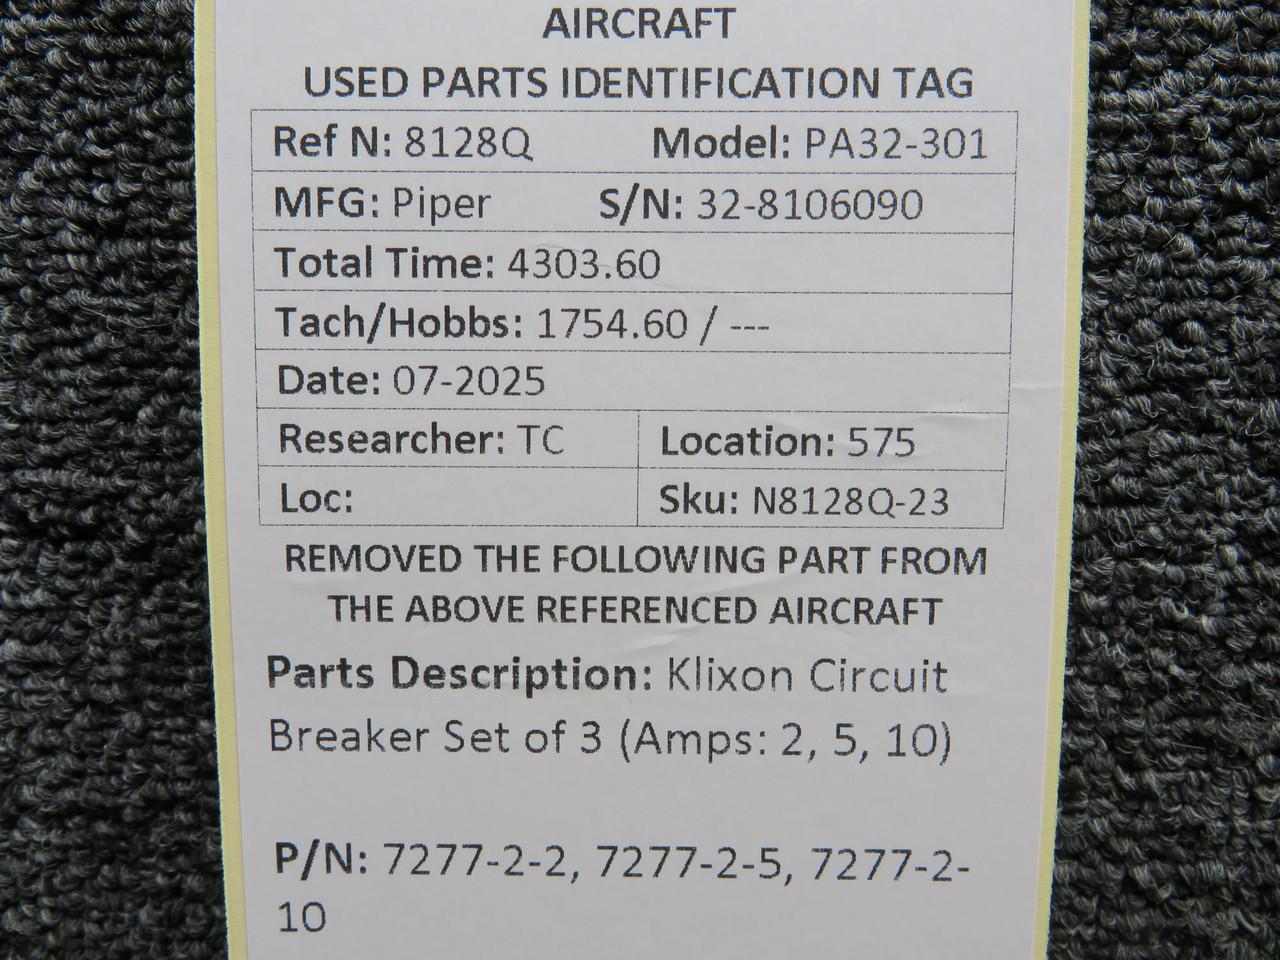 AIRCRAFT
USED PARTS IDENTIFICATION TAG
Ref N: 8128Q Model: PA32-301
MFG: Piper S/N: 32-8106090
Total Time: 4303.60
Tach/Hobbs: 1754.60 / ---
Date: 07-2025
Researcher: TC Location: 575
Loc: Sku: N8128Q-23
REMOVED THE FOLLOWING PART FROM
THE ABOVE REFERENCED AIRCRAFT
Parts Description: Klixon Circuit
Breaker Set of 3 (Amps: 2, 5, 10)
P/N: 7277-2-2, 7277-2-5, 7277-2-
10